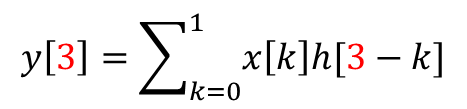 y[3] = ∑_{k=0}^{1} x[k]h[3 − k]